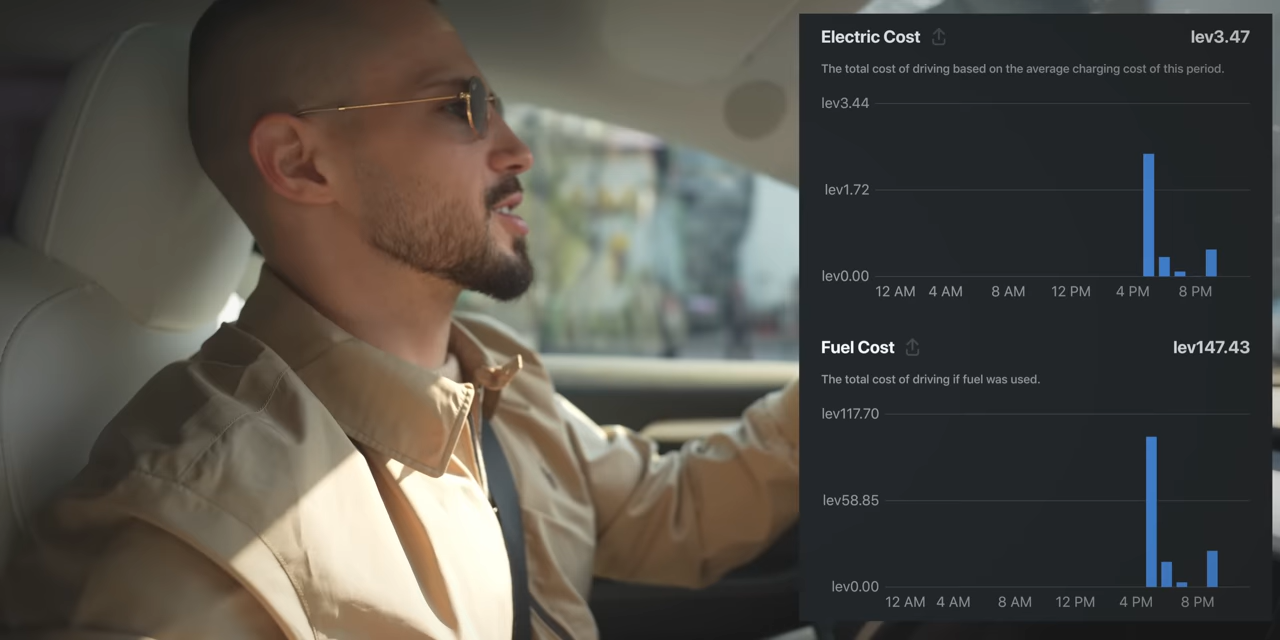 Electric Cost lev3.47
The total cost of driving based on the average charging cost of this period.
lev3.44
lev1.72
lev0.00
12 AM 4 AM 8 AM 12 PM 4 PM 8 PM
Fuel Cost lev147.43
The total cost of driving if fuel was used.
lev117.70
lev58.85
lev0.00
12 AM 4 AM 8 AM 12 PM 4 PM 8 PM